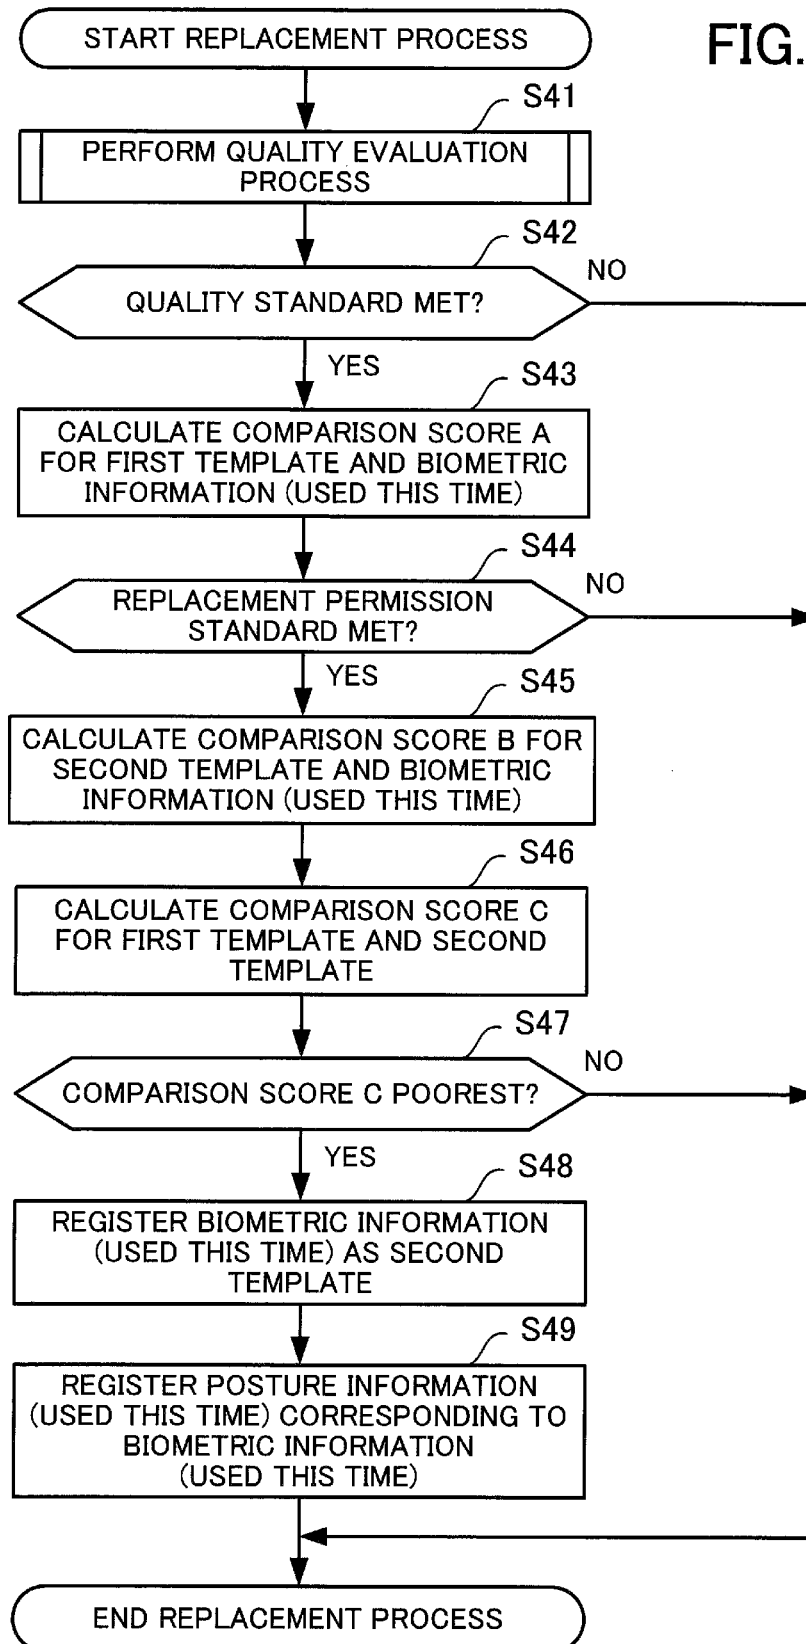 START REPLACEMENT PROCESS
FIG.
S41
PERFORM QUALITY EVALUATION
PROCESS
S42
QUALITY STANDARD MET?
NO
YES
S43
CALCULATE COMPARISON SCORE A
FOR FIRST TEMPLATE AND BIOMETRIC
INFORMATION (USED THIS TIME)
S44
REPLACEMENT PERMISSION
STANDARD MET?
NO
YES
S45
CALCULATE COMPARISON SCORE B FOR
SECOND TEMPLATE AND BIOMETRIC
INFORMATION (USED THIS TIME)
S46
CALCULATE COMPARISON SCORE C
FOR FIRST TEMPLATE AND SECOND
TEMPLATE
S47
COMPARISON SCORE C POOREST?
NO
YES
S48
REGISTER BIOMETRIC INFORMATION
(USED THIS TIME) AS SECOND
TEMPLATE
S49
REGISTER POSTURE INFORMATION
(USED THIS TIME) CORRESPONDING TO
BIOMETRIC INFORMATION
(USED THIS TIME)
END REPLACEMENT PROCESS